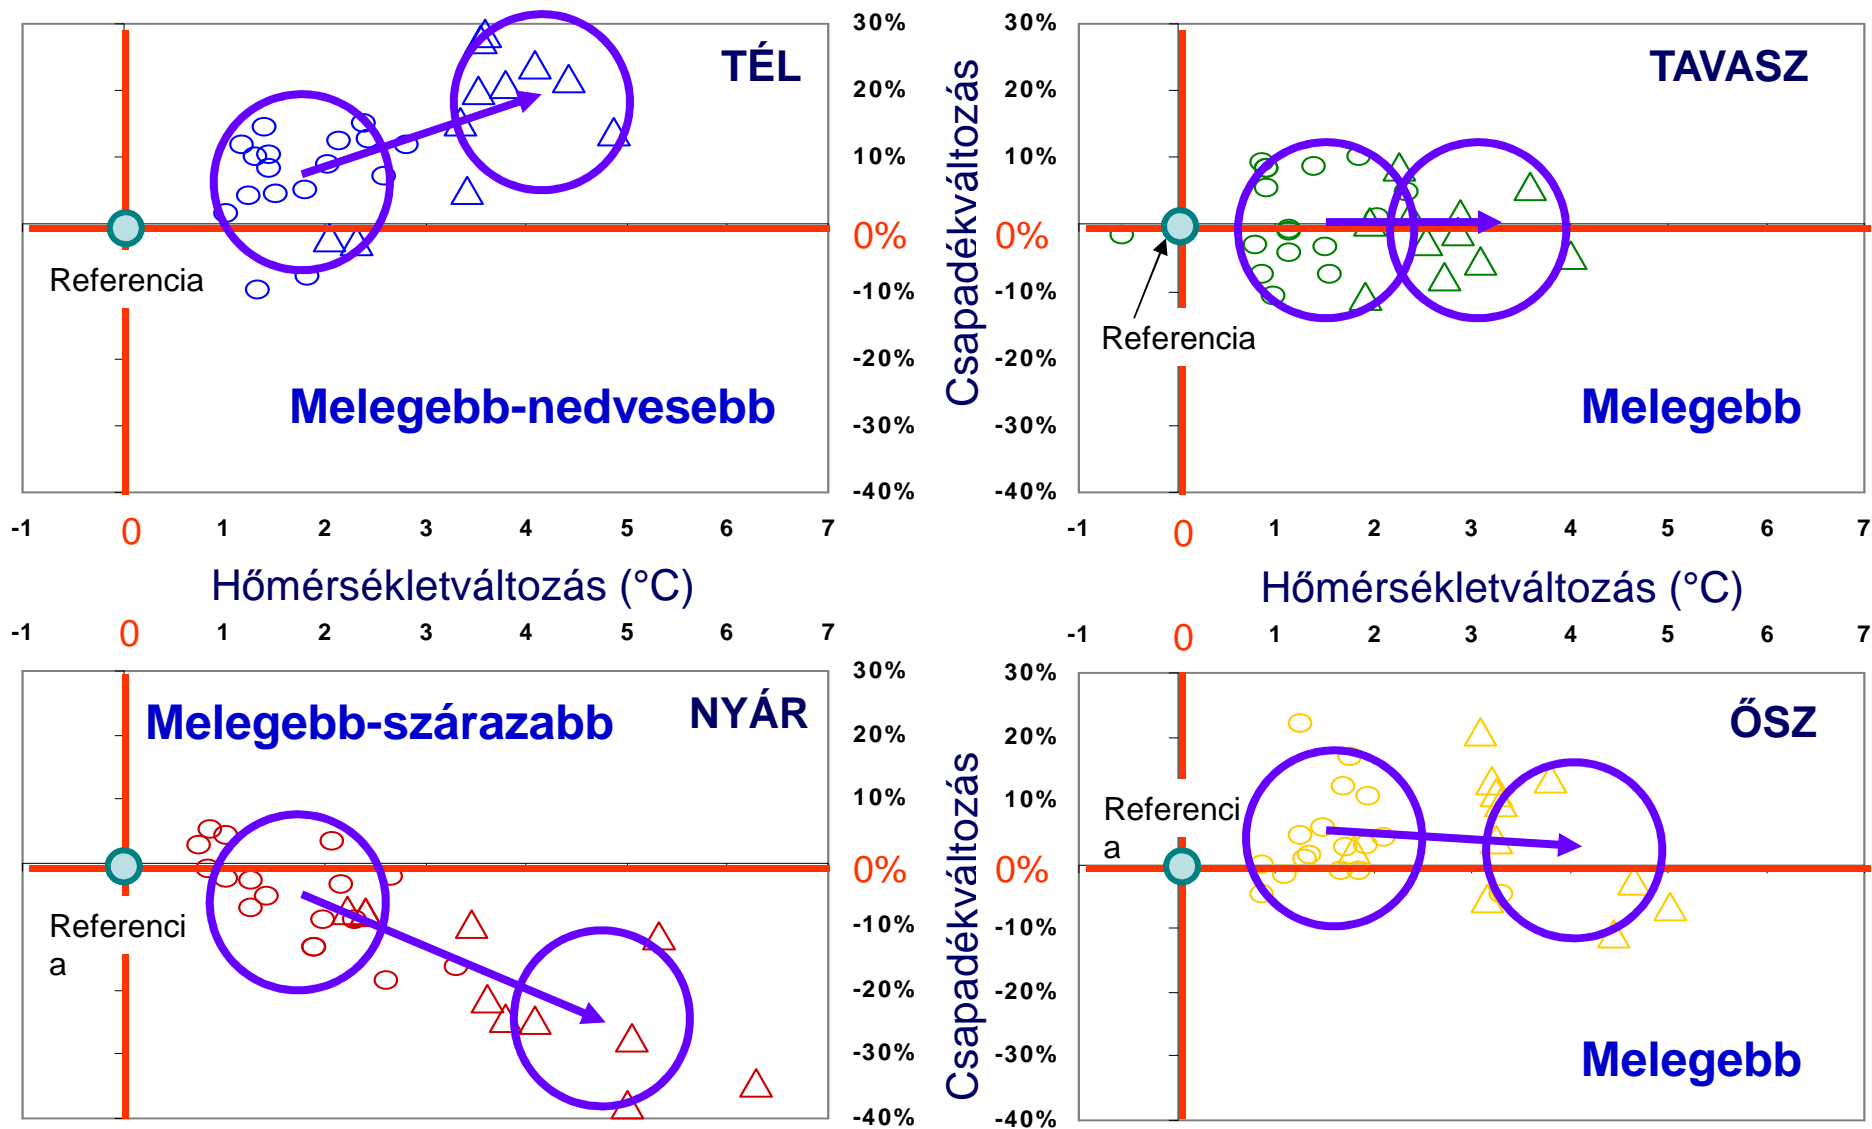 TÉL
30%
20%
10%
0%
-10%
-20%
-30%
-40%
Referencia
Melegebb-nedvesebb
-1 0 1 2 3 4 5 6 7
Hőmérsékletváltozás (°C)
Csapadékváltozás
TAVASZ
30%
20%
10%
0%
-10%
-20%
-30%
-40%
Referencia
Melegebb
-1 0 1 2 3 4 5 6 7
Hőmérsékletváltozás (°C)
-1 0 1 2 3 4 5 6 7
Melegebb-szárazabb
NYÁR
30%
20%
10%
0%
-10%
-20%
-30%
-40%
Referenci
a
Csapadékváltozás
-1 0 1 2 3 4 5 6 7
ŐSZ
30%
20%
10%
0%
-10%
-20%
-30%
-40%
Referenci
a
Melegebb